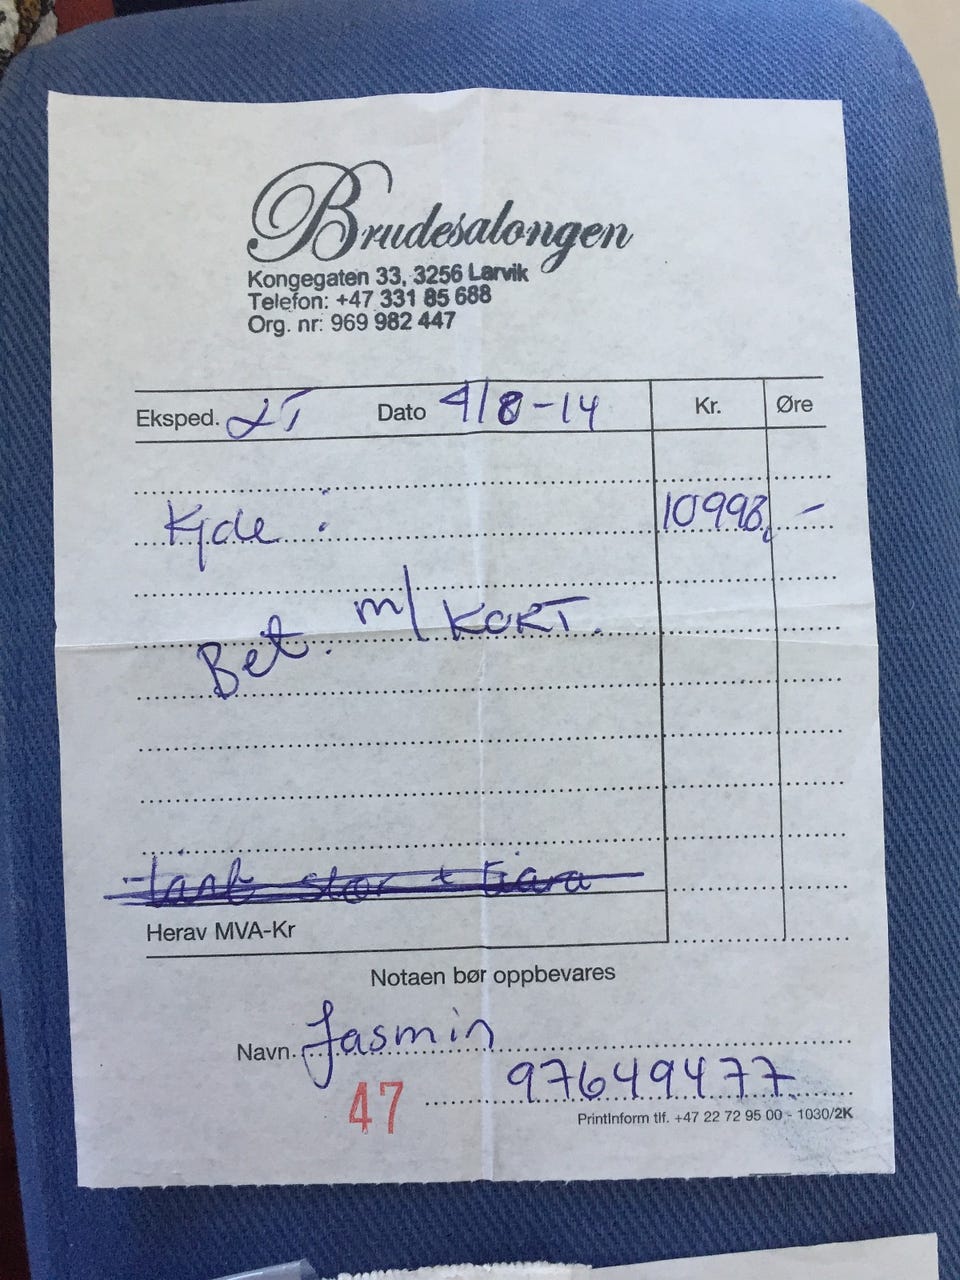 Brudesalongen
Kongegaten 33, 3256 Larvik
Telefon: +47 331 85 688
Org. nr: 969 982 447
Eksped. LT Dato 4/8-14 Kr. Øre
Kjole : 10998,-
Bet. m/ KORT.
stor + tiara
Herav MVA-Kr
Notaen bør oppbevares
Navn. Jasmin
47 97649477
PrintInform tlf. +47 22 72 95 00 - 1030/2K